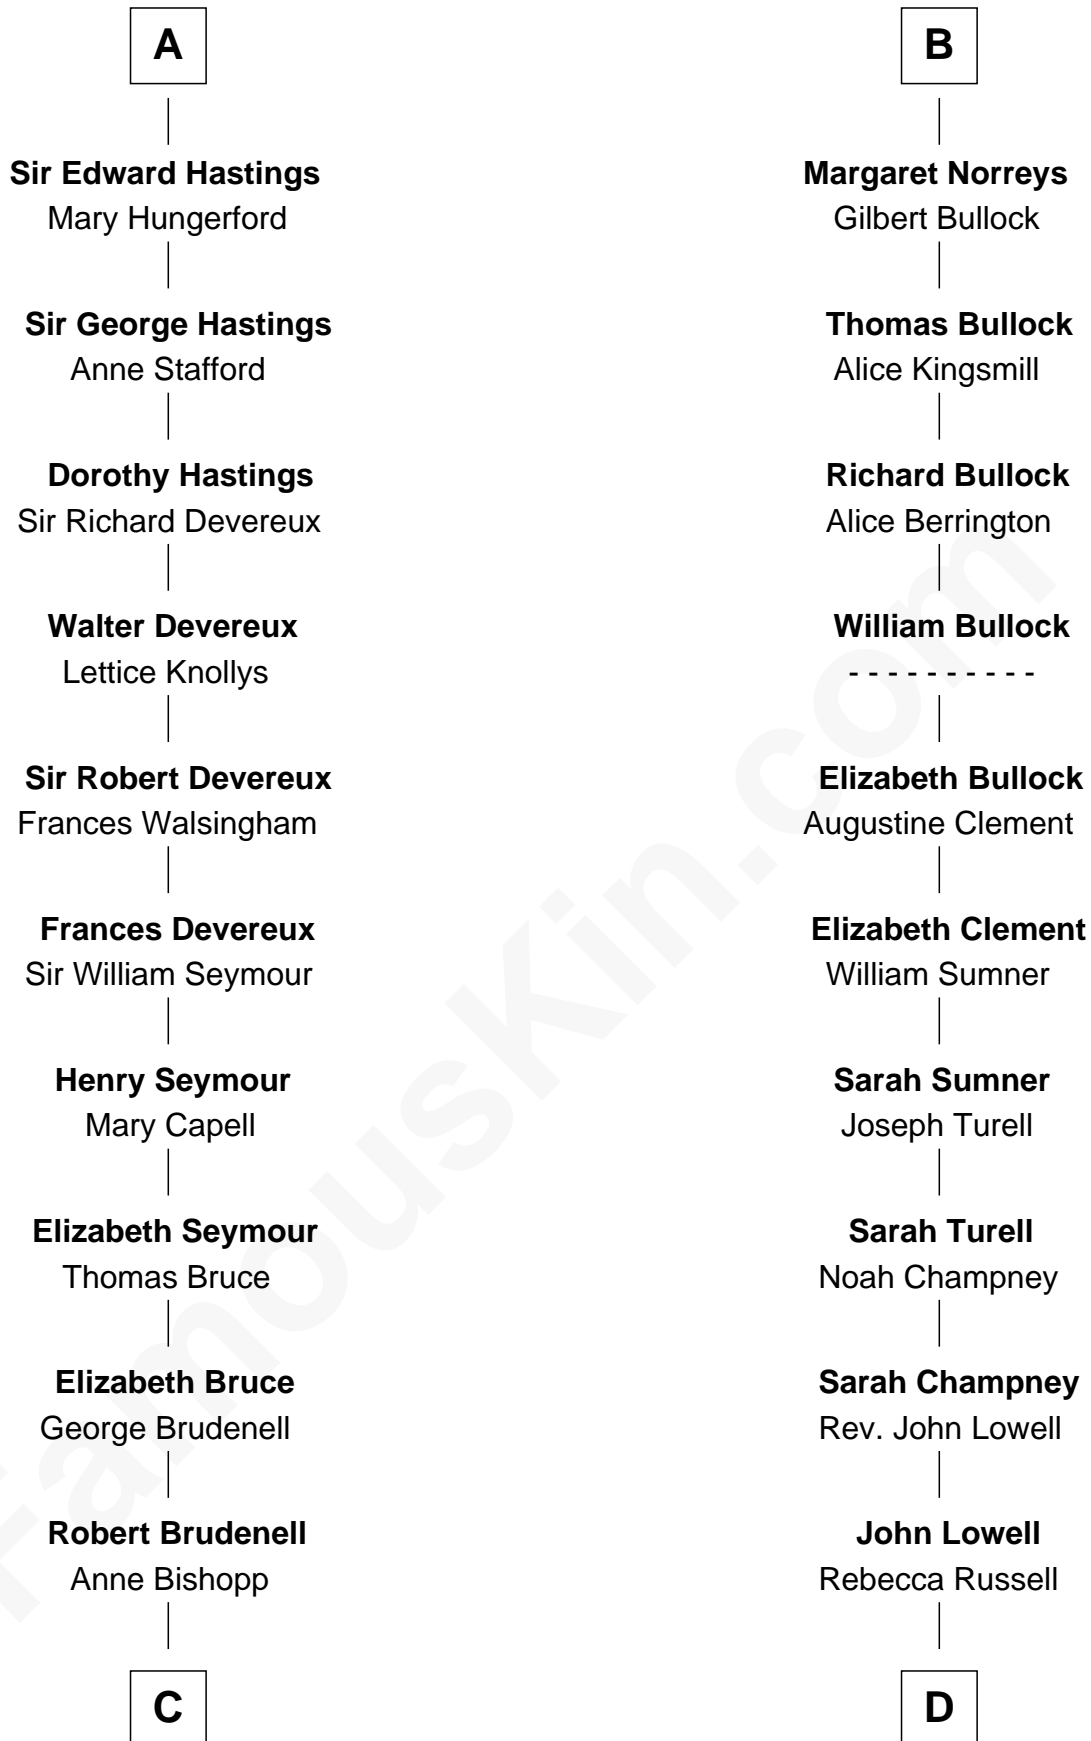 A
Sir Edward Hastings
Mary Hungerford
Sir George Hastings
Anne Stafford
Dorothy Hastings
Sir Richard Devereux
Walter Devereux
Lettice Knollys
Sir Robert Devereux
Frances Walsingham
Frances Devereux
Sir William Seymour
Henry Seymour
Mary Capell
Elizabeth Seymour
Thomas Bruce
Elizabeth Bruce
George Brudenell
Robert Brudenell
Anne Bishopp
C
B
Margaret Norreys
Gilbert Bullock
Thomas Bullock
Alice Kingsmill
Richard Bullock
Alice Berrington
William Bullock
- - - - - - - - - -
Elizabeth Bullock
Augustine Clement
Elizabeth Clement
William Sumner
Sarah Sumner
Joseph Turell
Sarah Turell
Noah Champney
Sarah Champney
Rev. John Lowell
John Lowell
Rebecca Russell
D
FamousKin.com